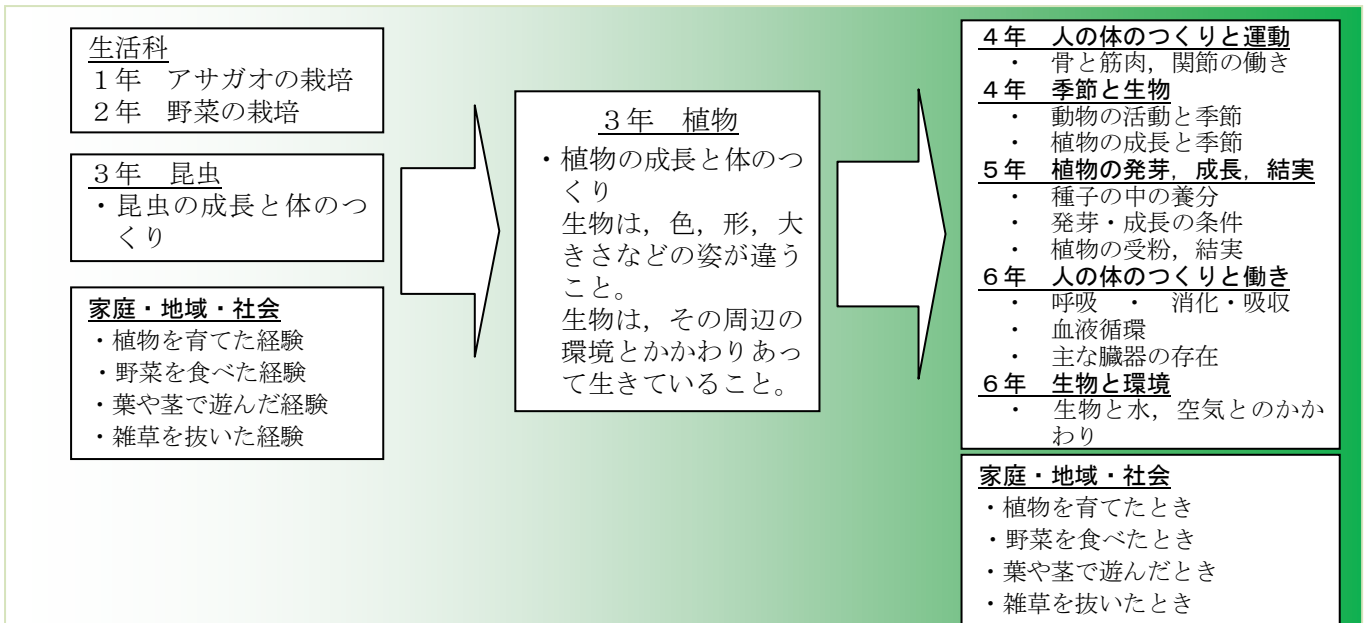 生活科
１年　アサガオの栽培
２年　野菜の栽培
３年　昆虫
・昆虫の成長と体のつ
くり
家庭・地域・社会
・植物を育てた経験
・野菜を食べた経験
・葉や茎で遊んだ経験
・雑草を抜いた経験
３年　植物
・植物の成長と体のつ
くり
生物は，色，形，大
きさなどの姿が違う
こと。
生物は，その周辺の
環境とかかわりあっ
て生きていること。
４年　人の体のつくりと運動
・　骨と筋肉，関節の働き
４年　季節と生物
・　動物の活動と季節
・　植物の成長と季節
５年　植物の発芽，成長，結実
・　種子の中の養分
・　発芽・成長の条件
・　植物の受粉，結実
６年　人の体のつくりと働き
・　呼吸　・　消化・吸収
・　血液循環
・　主な臓器の存在
６年　生物と環境
・　生物と水，空気とのかか
わり
家庭・地域・社会
・植物を育てたとき
・野菜を食べたとき
・葉や茎で遊んだとき
・雑草を抜いたとき